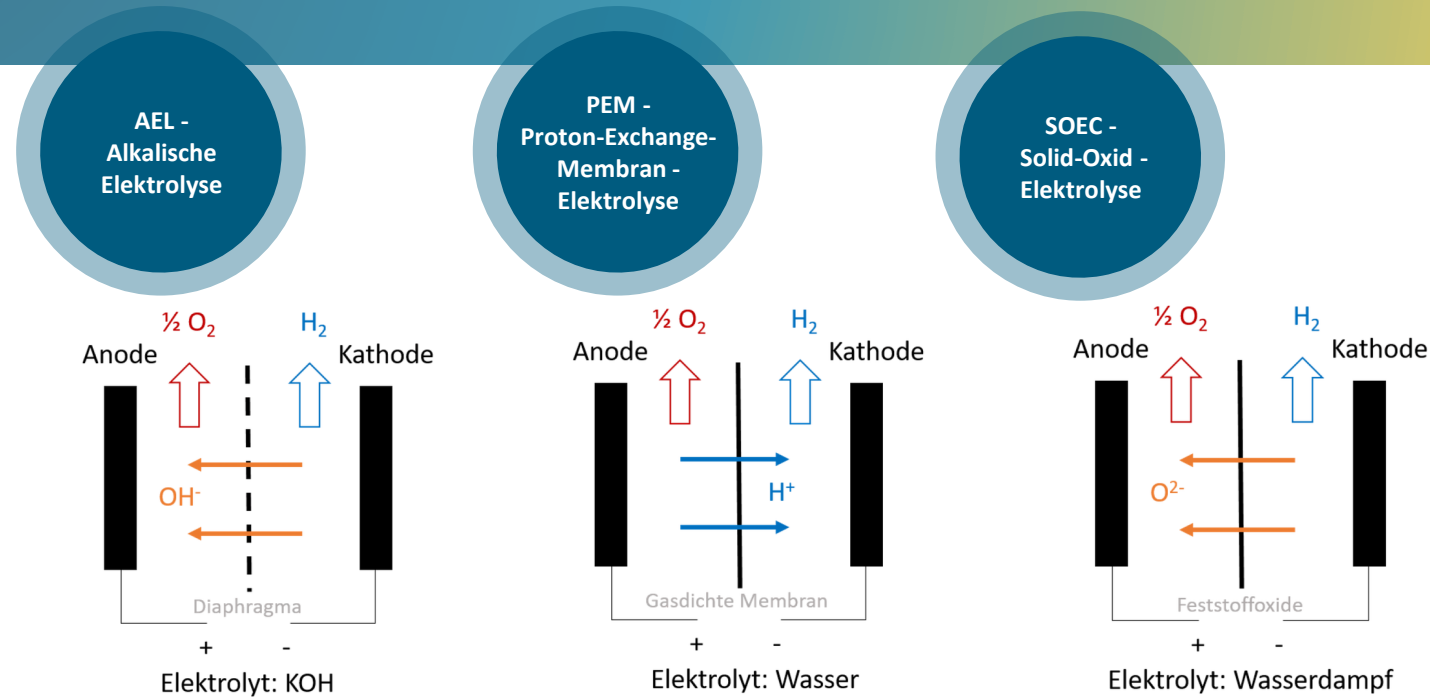 AEL -
Alkalische
Elektrolyse
PEM -
Proton-Exchange-
Membran -
Elektrolyse
SOEC -
Solid-Oxid -
Elektrolyse
½ O₂
H₂
Anode
Kathode
OH⁻
Diaphragma
+ -
Elektrolyt: KOH
½ O₂
H₂
Anode
Kathode
H⁺
Gasdichte Membran
+ -
Elektrolyt: Wasser
½ O₂
H₂
Anode
Kathode
O²⁻
Feststoffoxide
+ -
Elektrolyt: Wasserdampf